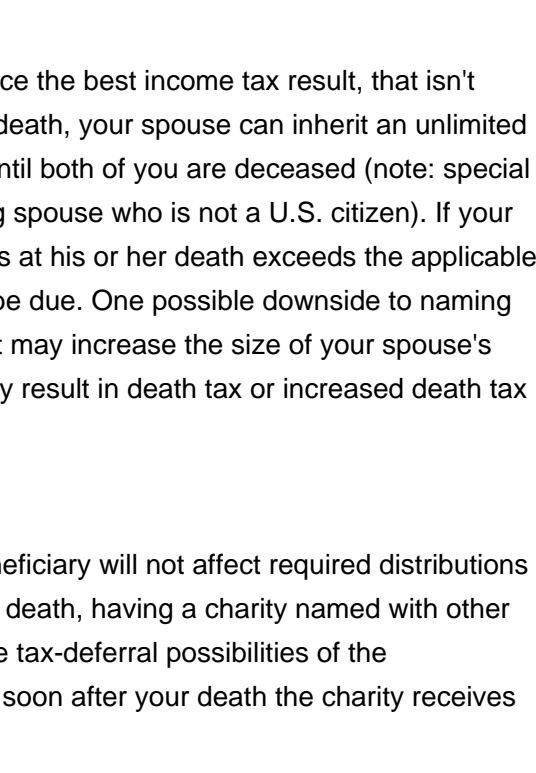 ce the best income tax result, that isn't
death, your spouse can inherit an unlimited
ntil both of you are deceased (note: special
g spouse who is not a U.S. citizen). If your
s at his or her death exceeds the applicable
be due. One possible downside to naming
t may increase the size of your spouse's
y result in death tax or increased death tax
eficiary will not affect required distributions
death, having a charity named with other
e tax-deferral possibilities of the
soon after your death the charity receives